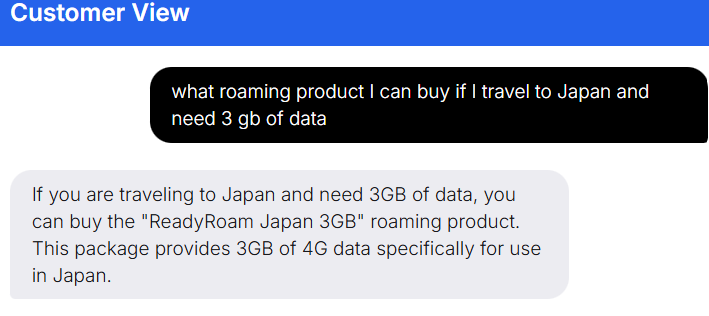 Customer View
what roaming product I can buy if I travel to Japan and
need 3 gb of data
If you are traveling to Japan and need 3GB of data, you
can buy the "ReadyRoam Japan 3GB" roaming product.
This package provides 3GB of 4G data specifically for use
in Japan.